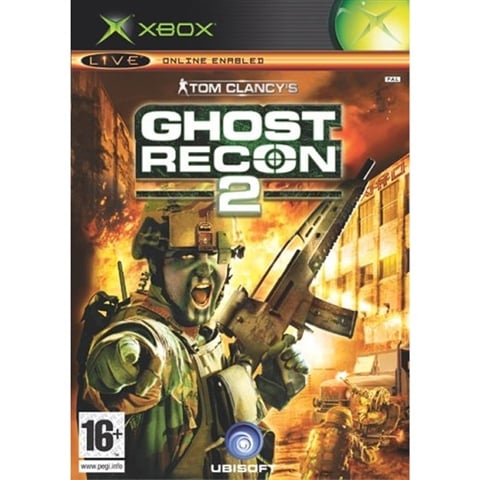 XBOX
LIVE ONLINE ENABLED
PAL
TOM CLANCY'S
GHOST
RECON
2
16+
www.pegi.info
UBISOFT